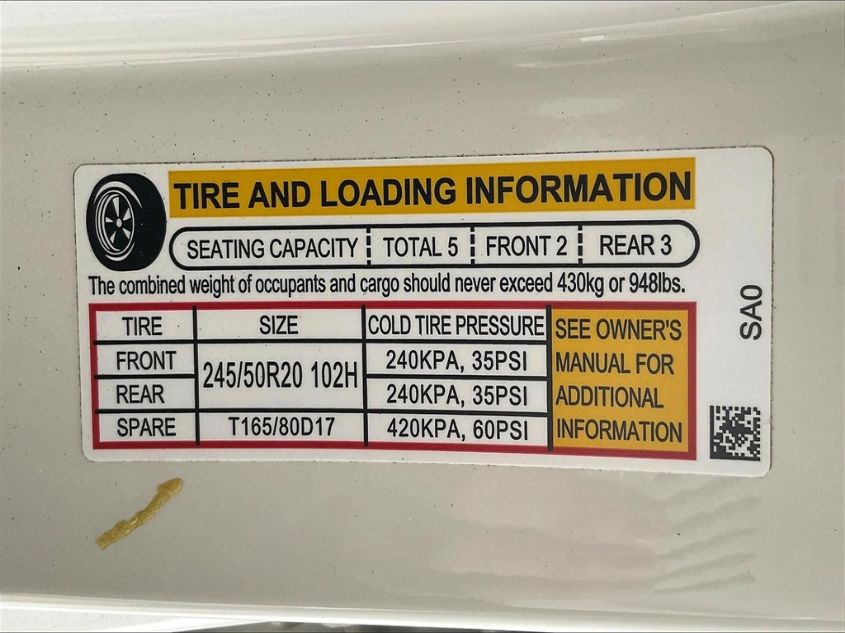 TIRE AND LOADING INFORMATION
SEATING CAPACITY TOTAL 5 FRONT 2 REAR 3
The combined weight of occupants and cargo should never exceed 430kg or 948lbs.
TIRE SIZE COLD TIRE PRESSURE
FRONT 245/50R20 102H 240KPA, 35PSI
REAR 240KPA, 35PSI
SPARE T165/80D17 420KPA, 60PSI
SEE OWNER'S
MANUAL FOR
ADDITIONAL
INFORMATION
SA0